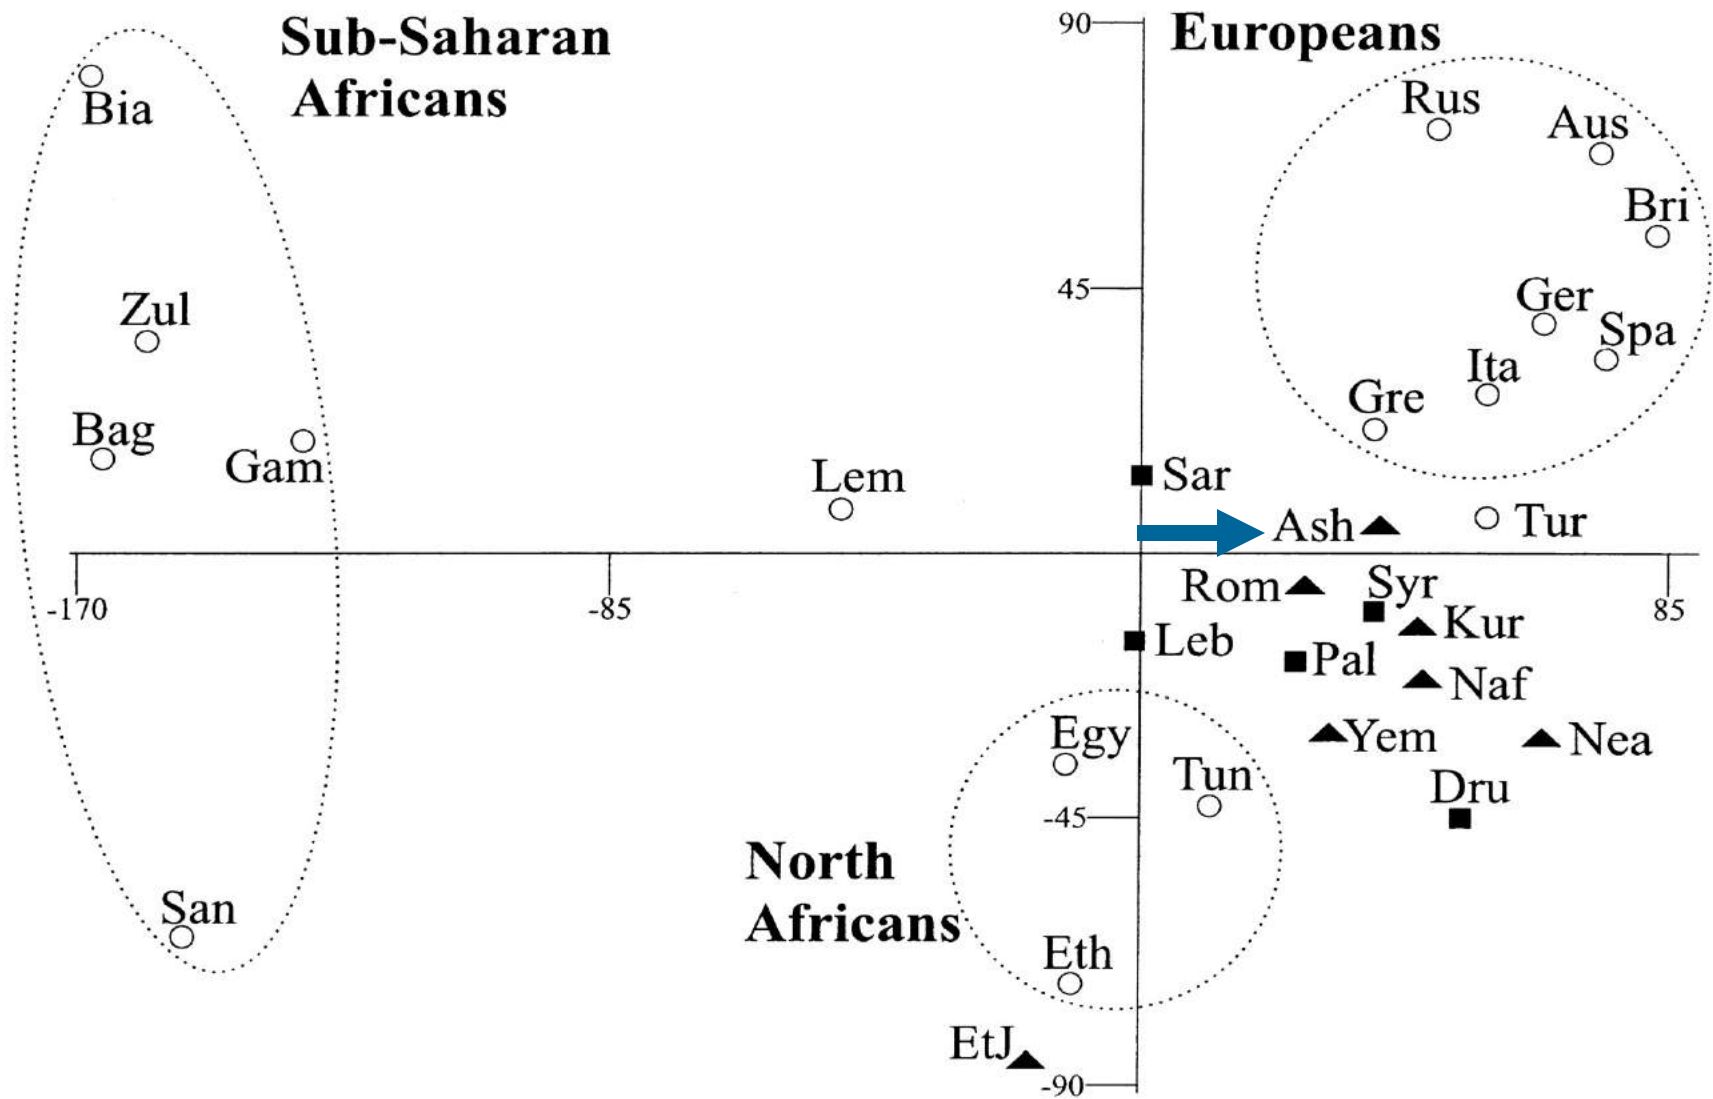 Sub-Saharan
Africans
90
Europeans
Bia
Rus
Aus
Bri
45
Zul
Ger
Spa
Ita
Gre
Bag
Gam
Lem
Sar
Ash
Tur
-170
-85
85
Rom
Syr
Kur
Leb
Pal
Naf
Egy
Yem
Nea
Tun
Dru
-45
North
Africans
San
Eth
EtJ
-90